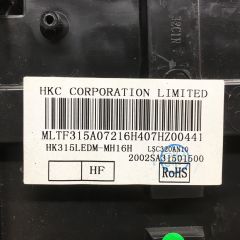 HKC CORPORATION LIMITED
MLTF315A07216H407HZ00441
HK315LEDM-MH16H LSC320AN10
2002SA31501500
HF RoHS